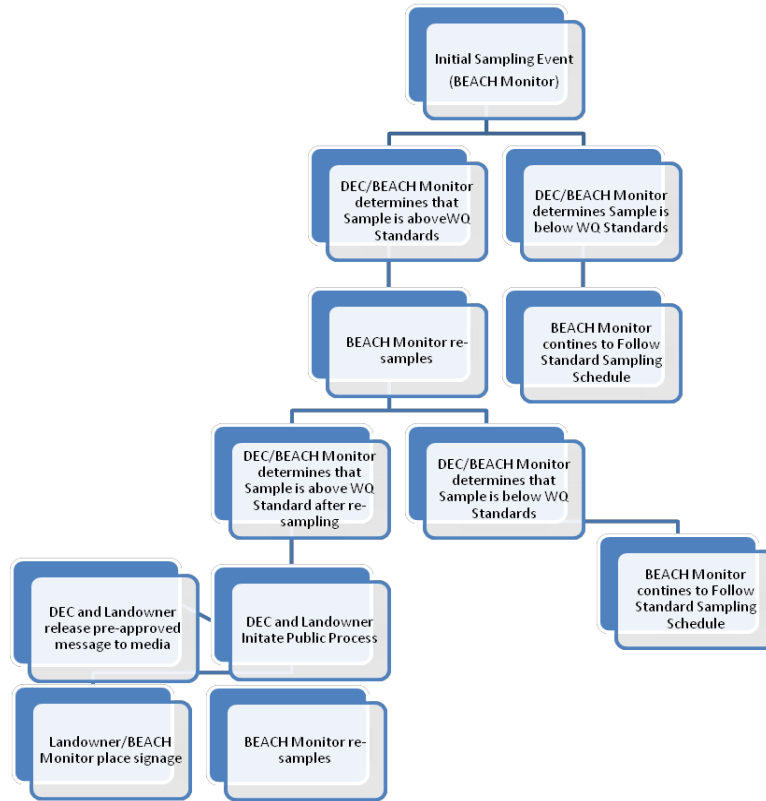 Initial Sampling Event
(BEACH Monitor)
DEC/BEACH Monitor
determines that
Sample is aboveWQ
Standards
DEC/BEACH Monitor
determines Sample is
below WQ Standards
BEACH Monitor re-
samples
BEACH Monitor
contines to Follow
Standard Sampling
Schedule
DEC/BEACH Monitor
determines that
Sample is above WQ
Standard after re-
sampling
DEC/BEACH Monitor
determines that
Sample is below WQ
Standards
BEACH Monitor
contines to Follow
Standard Sampling
Schedule
DEC and Landowner
release pre-approved
message to media
DEC and Landowner
Initate Public Process
Landowner/BEACH
Monitor place signage
BEACH Monitor re-
samples